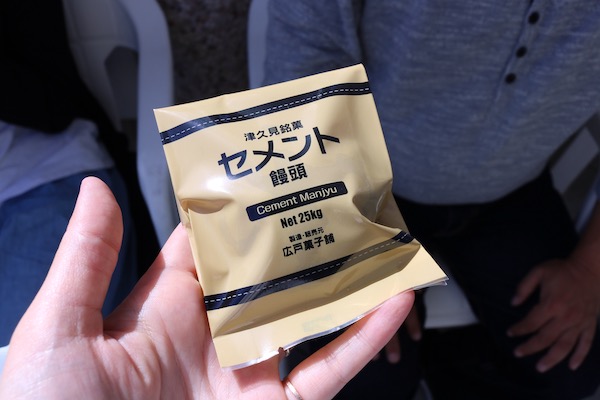 津久見銘菓
セメント
饅頭
Cement Manjyu
Net 25kg
製造・販売元
広戸菓子舗